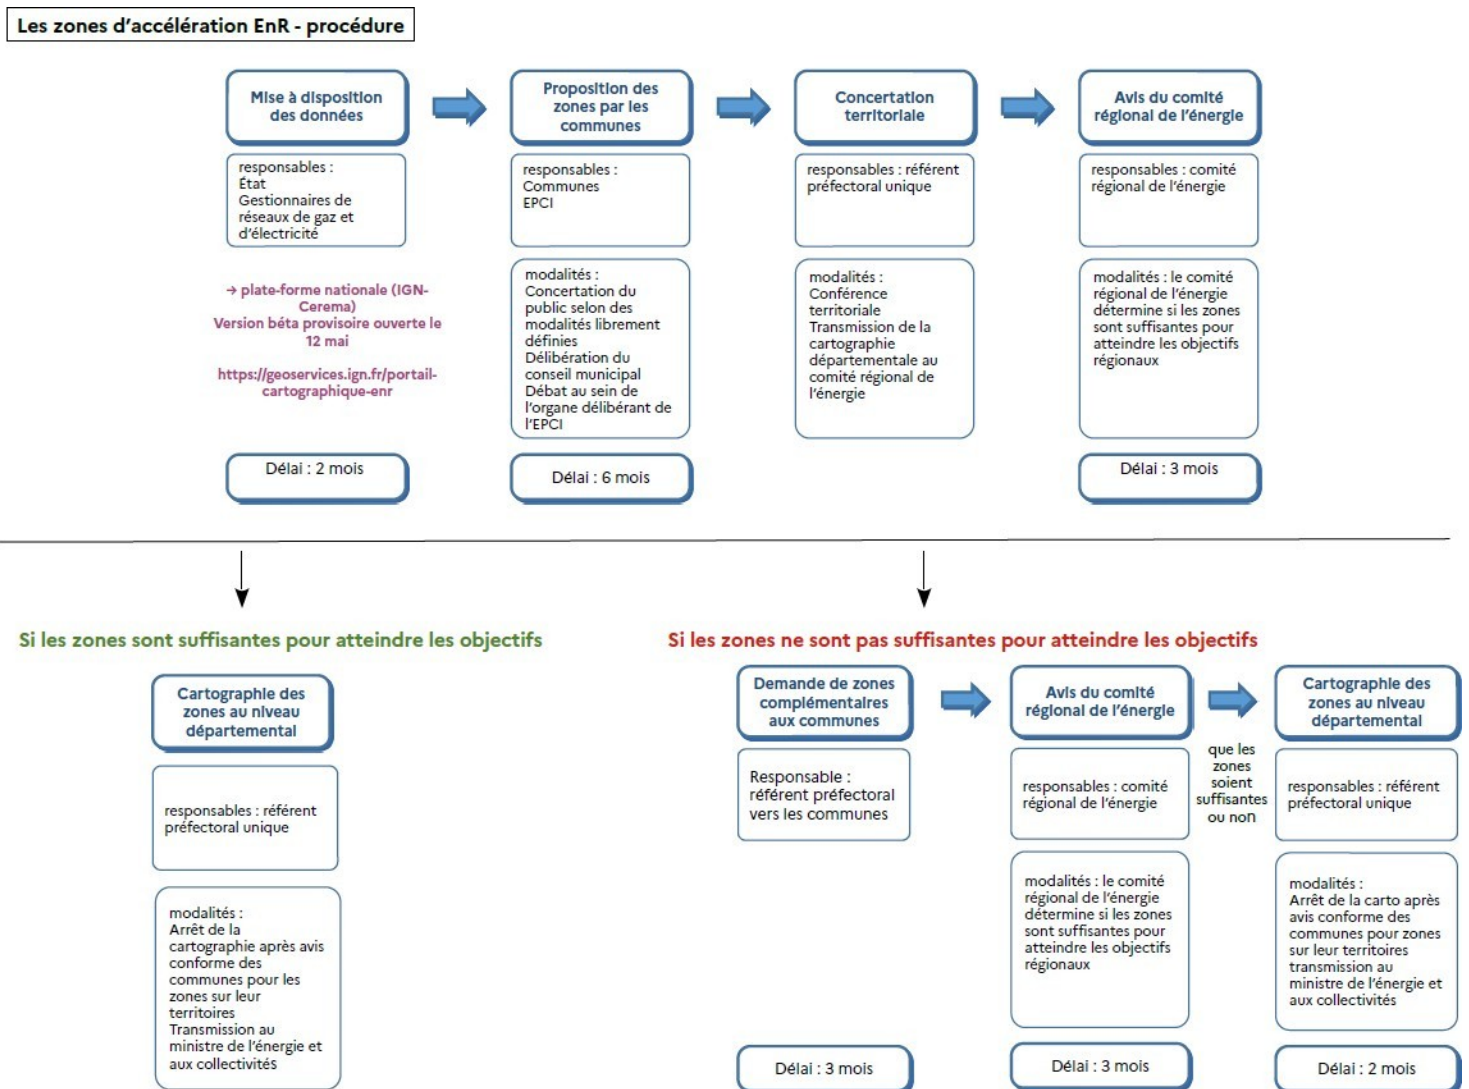 Les zones d'accélération EnR - procédure
Mise à disposition
des données
responsables :
État
Gestionnaires de
réseaux de gaz et
d'électricité
→ plate-forme nationale (IGN-
Cerema)
Version béta provisoire ouverte le
12 mai
https://geoservices.ign.fr/portail-
cartographique-enr
Délai : 2 mois
Proposition des
zones par les
communes
responsables :
Communes
EPCI
modalités :
Concertation du
public selon des
modalités librement
définies
Délibération du
conseil municipal
Débat au sein de
l'organe délibérant de
l'EPCI
Délai : 6 mois
Concertation
territoriale
responsables : référent
préfectoral unique
modalités :
Conférence
territoriale
Transmission de la
cartographie
départementale au
comité régional de
l'énergie
Avis du comité
régional de l'énergie
responsables : comité
régional de l'énergie
modalités : le comité
régional de l'énergie
détermine si les zones
sont suffisantes pour
atteindre les objectifs
régionaux
Délai : 3 mois
Si les zones sont suffisantes pour atteindre les objectifs
Cartographie des
zones au niveau
départemental
responsables : référent
préfectoral unique
modalités :
Arrêt de la
cartographie après avis
conforme des
communes pour les
zones sur leur
territoires
Transmission au
ministre de l'énergie et
aux collectivités
Si les zones ne sont pas suffisantes pour atteindre les objectifs
Demande de zones
complémentaires
aux communes
Responsable :
référent préfectoral
vers les communes
Délai : 3 mois
Avis du comité
régional de l'énergie
responsables : comité
régional de l'énergie
modalités : le comité
régional de l'énergie
détermine si les zones
sont suffisantes pour
atteindre les objectifs
régionaux
Délai : 3 mois
que les
zones
soient
suffisantes
ou non
Cartographie des
zones au niveau
départemental
responsables : référent
préfectoral unique
modalités :
Arrêt de la carto après
avis conforme des
communes pour zones
sur leur territoires
transmission au
ministre de l'énergie et
aux collectivités
Délai : 2 mois